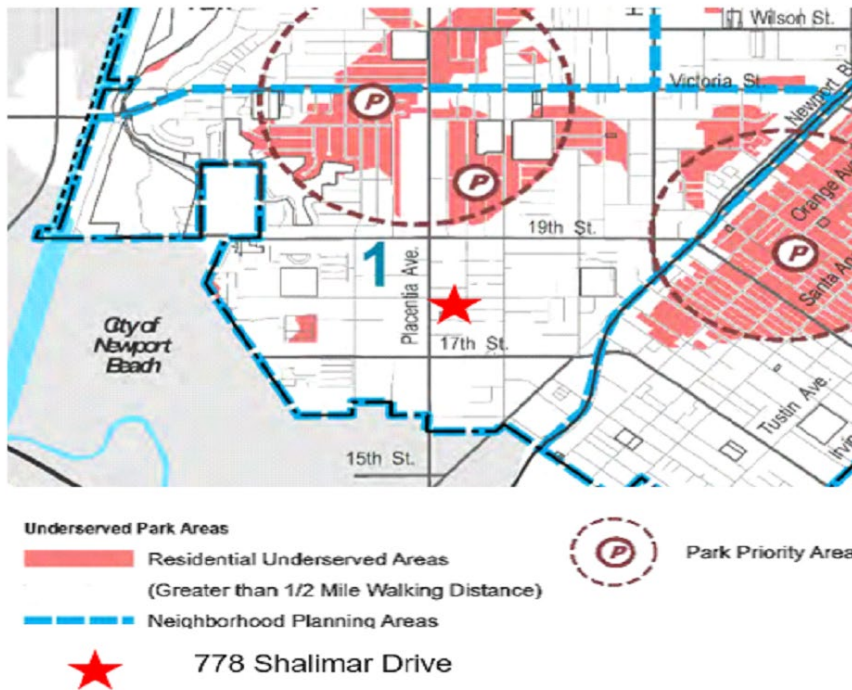 Wilson St.
Victoria St.
Newport Bl
P
P
Orange Av
19th St.
P
1
Placentia Ave.
Santa An
City of
Newport
Beach
17th St.
Tustin Ave.
Irvin
15th St.
Underserved Park Areas
Residential Underserved Areas
P
Park Priority Area
(Greater than 1/2 Mile Walking Distance)
Neighborhood Planning Areas
778 Shalimar Drive